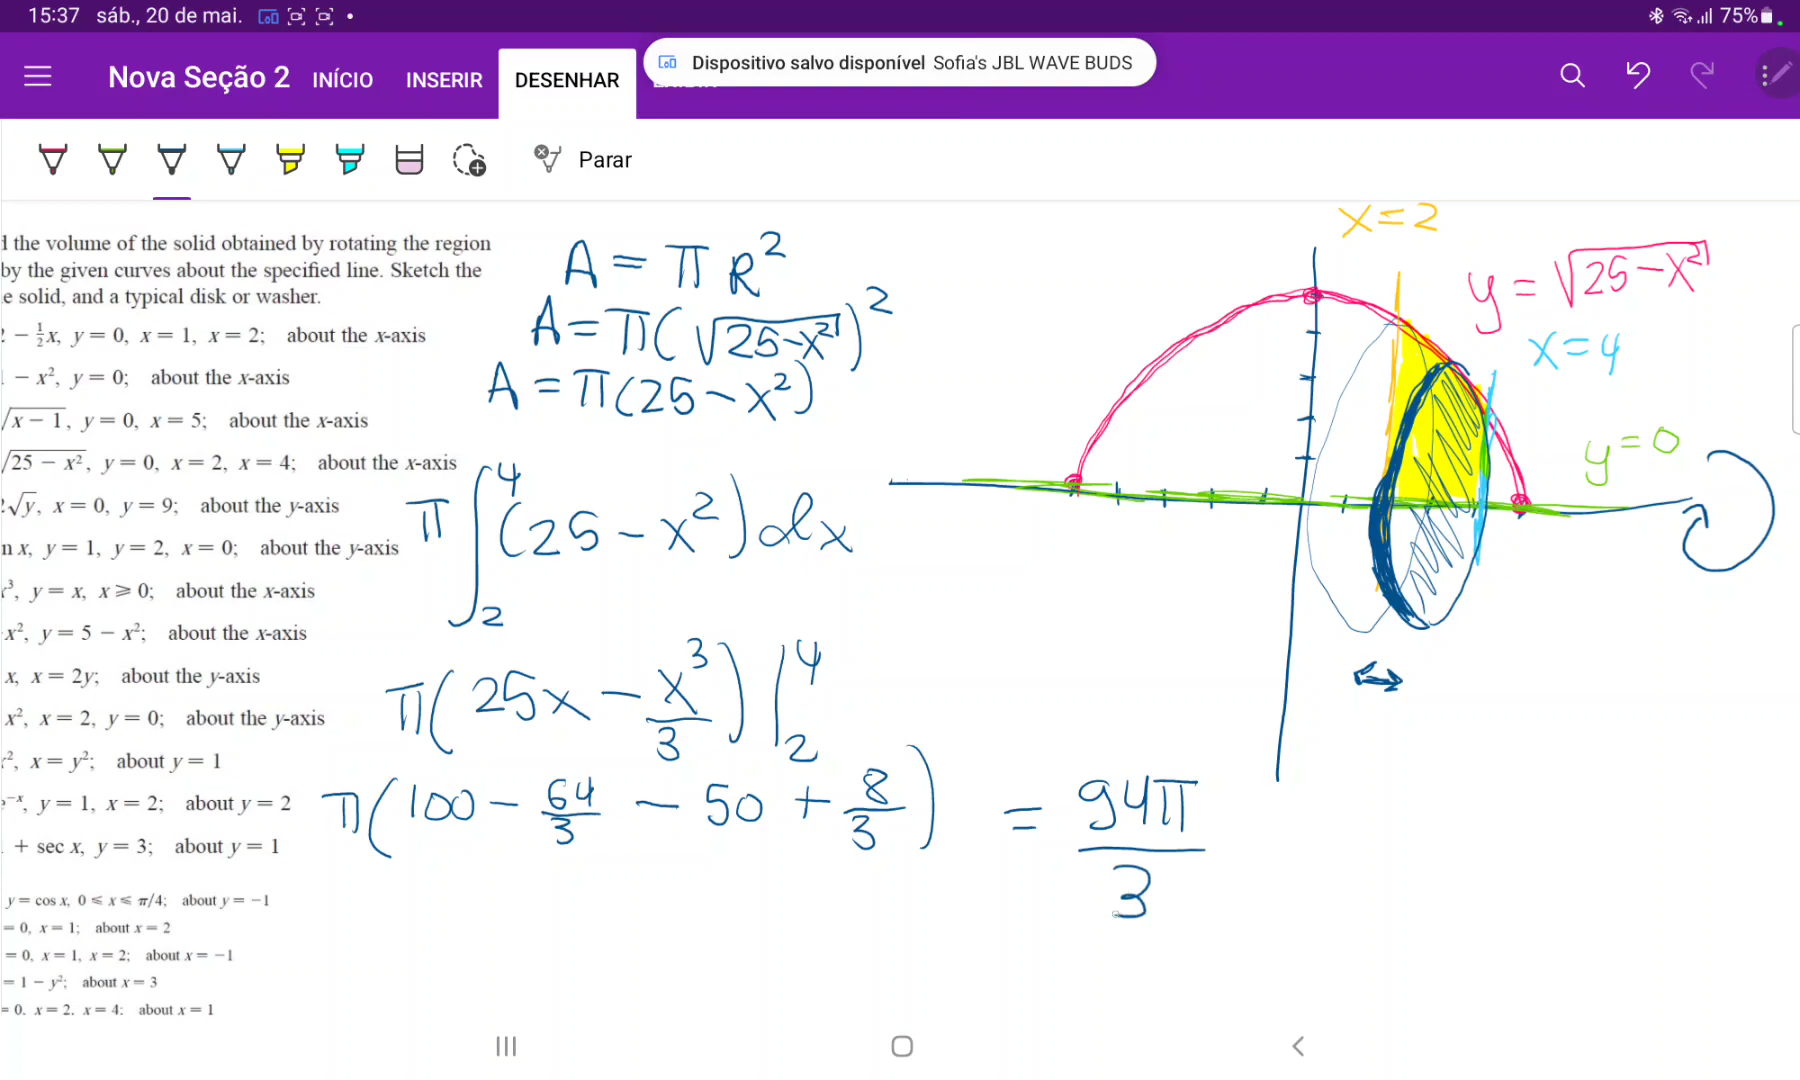 15:37 sáb., 20 de mai. 75%
Nova Seção 2 INÍCIO INSERIR DESENHAR
Dispositivo salvo disponível Sofia's JBL WAVE BUDS
Parar
the volume of the solid obtained by rotating the region
by the given curves about the specified line. Sketch the
e solid, and a typical disk or washer.
− ½x, y = 0, x = 1, x = 2; about the x-axis
− x², y = 0; about the x-axis
√x − 1, y = 0, x = 5; about the x-axis
√25 − x², y = 0, x = 2, x = 4; about the x-axis
√y, x = 0, y = 9; about the y-axis
n x, y = 1, y = 2, x = 0; about the y-axis
³, y = x, x ⩾ 0; about the x-axis
x², y = 5 − x²; about the x-axis
x, x = 2y; about the y-axis
x², x = 2, y = 0; about the y-axis
², x = y²; about y = 1
⁻ˣ, y = 1, x = 2; about y = 2
+ sec x, y = 3; about y = 1
y = cos x, 0 ⩽ x ⩽ π/4; about y = −1
= 0, x = 1; about x = 2
= 0, x = 1, x = 2; about x = −1
= 1 − y²; about x = 3
= 0, x = 2, x = 4; about x = 1
A = π R²
A = π(√25−x²)²
A = π(25 − x²)
π ∫₂⁴ (25 − x²) dx
π(25x − x³/3)|₂⁴
π(100 − 64/3 − 50 + 8/3) = 94π/3
x = 2
y = √25 − x²
x = 4
y = 0